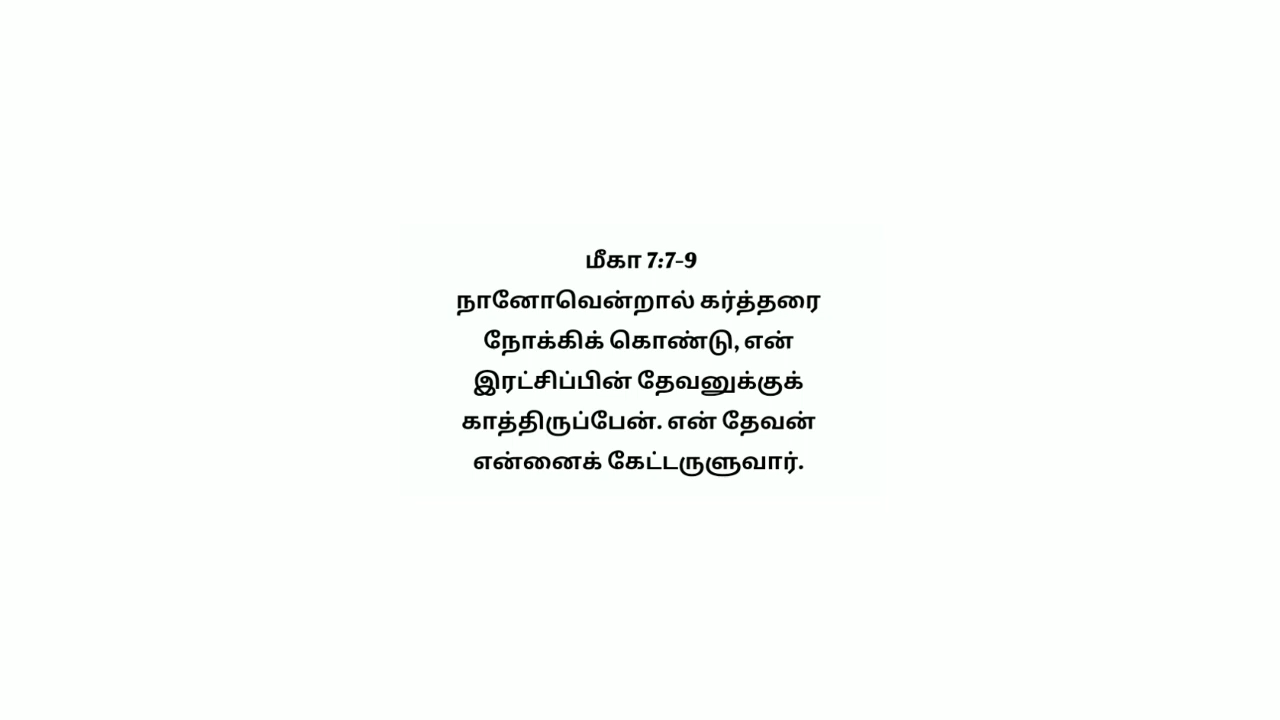 மீகா 7:7-9
நானோவென்றால் கர்த்தரை
நோக்கிக் கொண்டு, என்
இரட்சிப்பின் தேவனுக்குக்
காத்திருப்பேன். என் தேவன்
என்னைக் கேட்டருளுவார்.